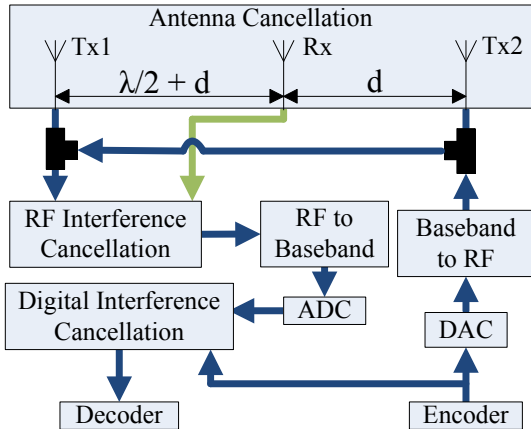 Antenna Cancellation
Tx1
Rx
Tx2
λ/2 + d
d
RF Interference
Cancellation
RF to
Baseband
Baseband
to RF
Digital Interference
Cancellation
ADC
DAC
Decoder
Encoder